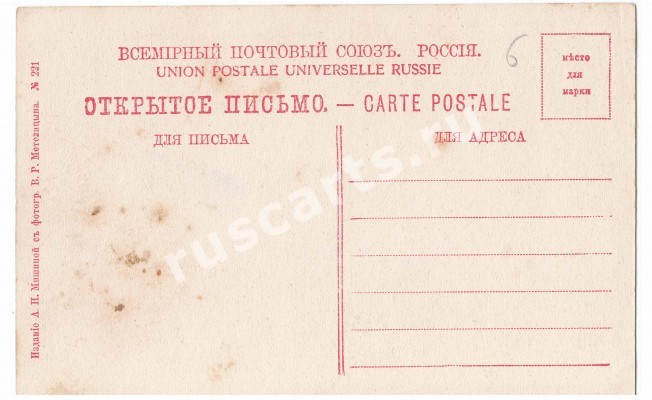 ВСЕМІРНЫЙ ПОЧТОВЫЙ СОЮЗЪ. РОССІЯ.
UNION POSTALE UNIVERSELLE RUSSIE
ОТКРЫТОЕ ПИСЬМО. — CARTE POSTALE
ДЛЯ ПИСЬМА
ДЛЯ АДРЕСА
мѣсто
для
марки
6
Изданіе А. П. Мишиной съ фотогр. В. Р. Метелицына. № 221
ruscarts.ru